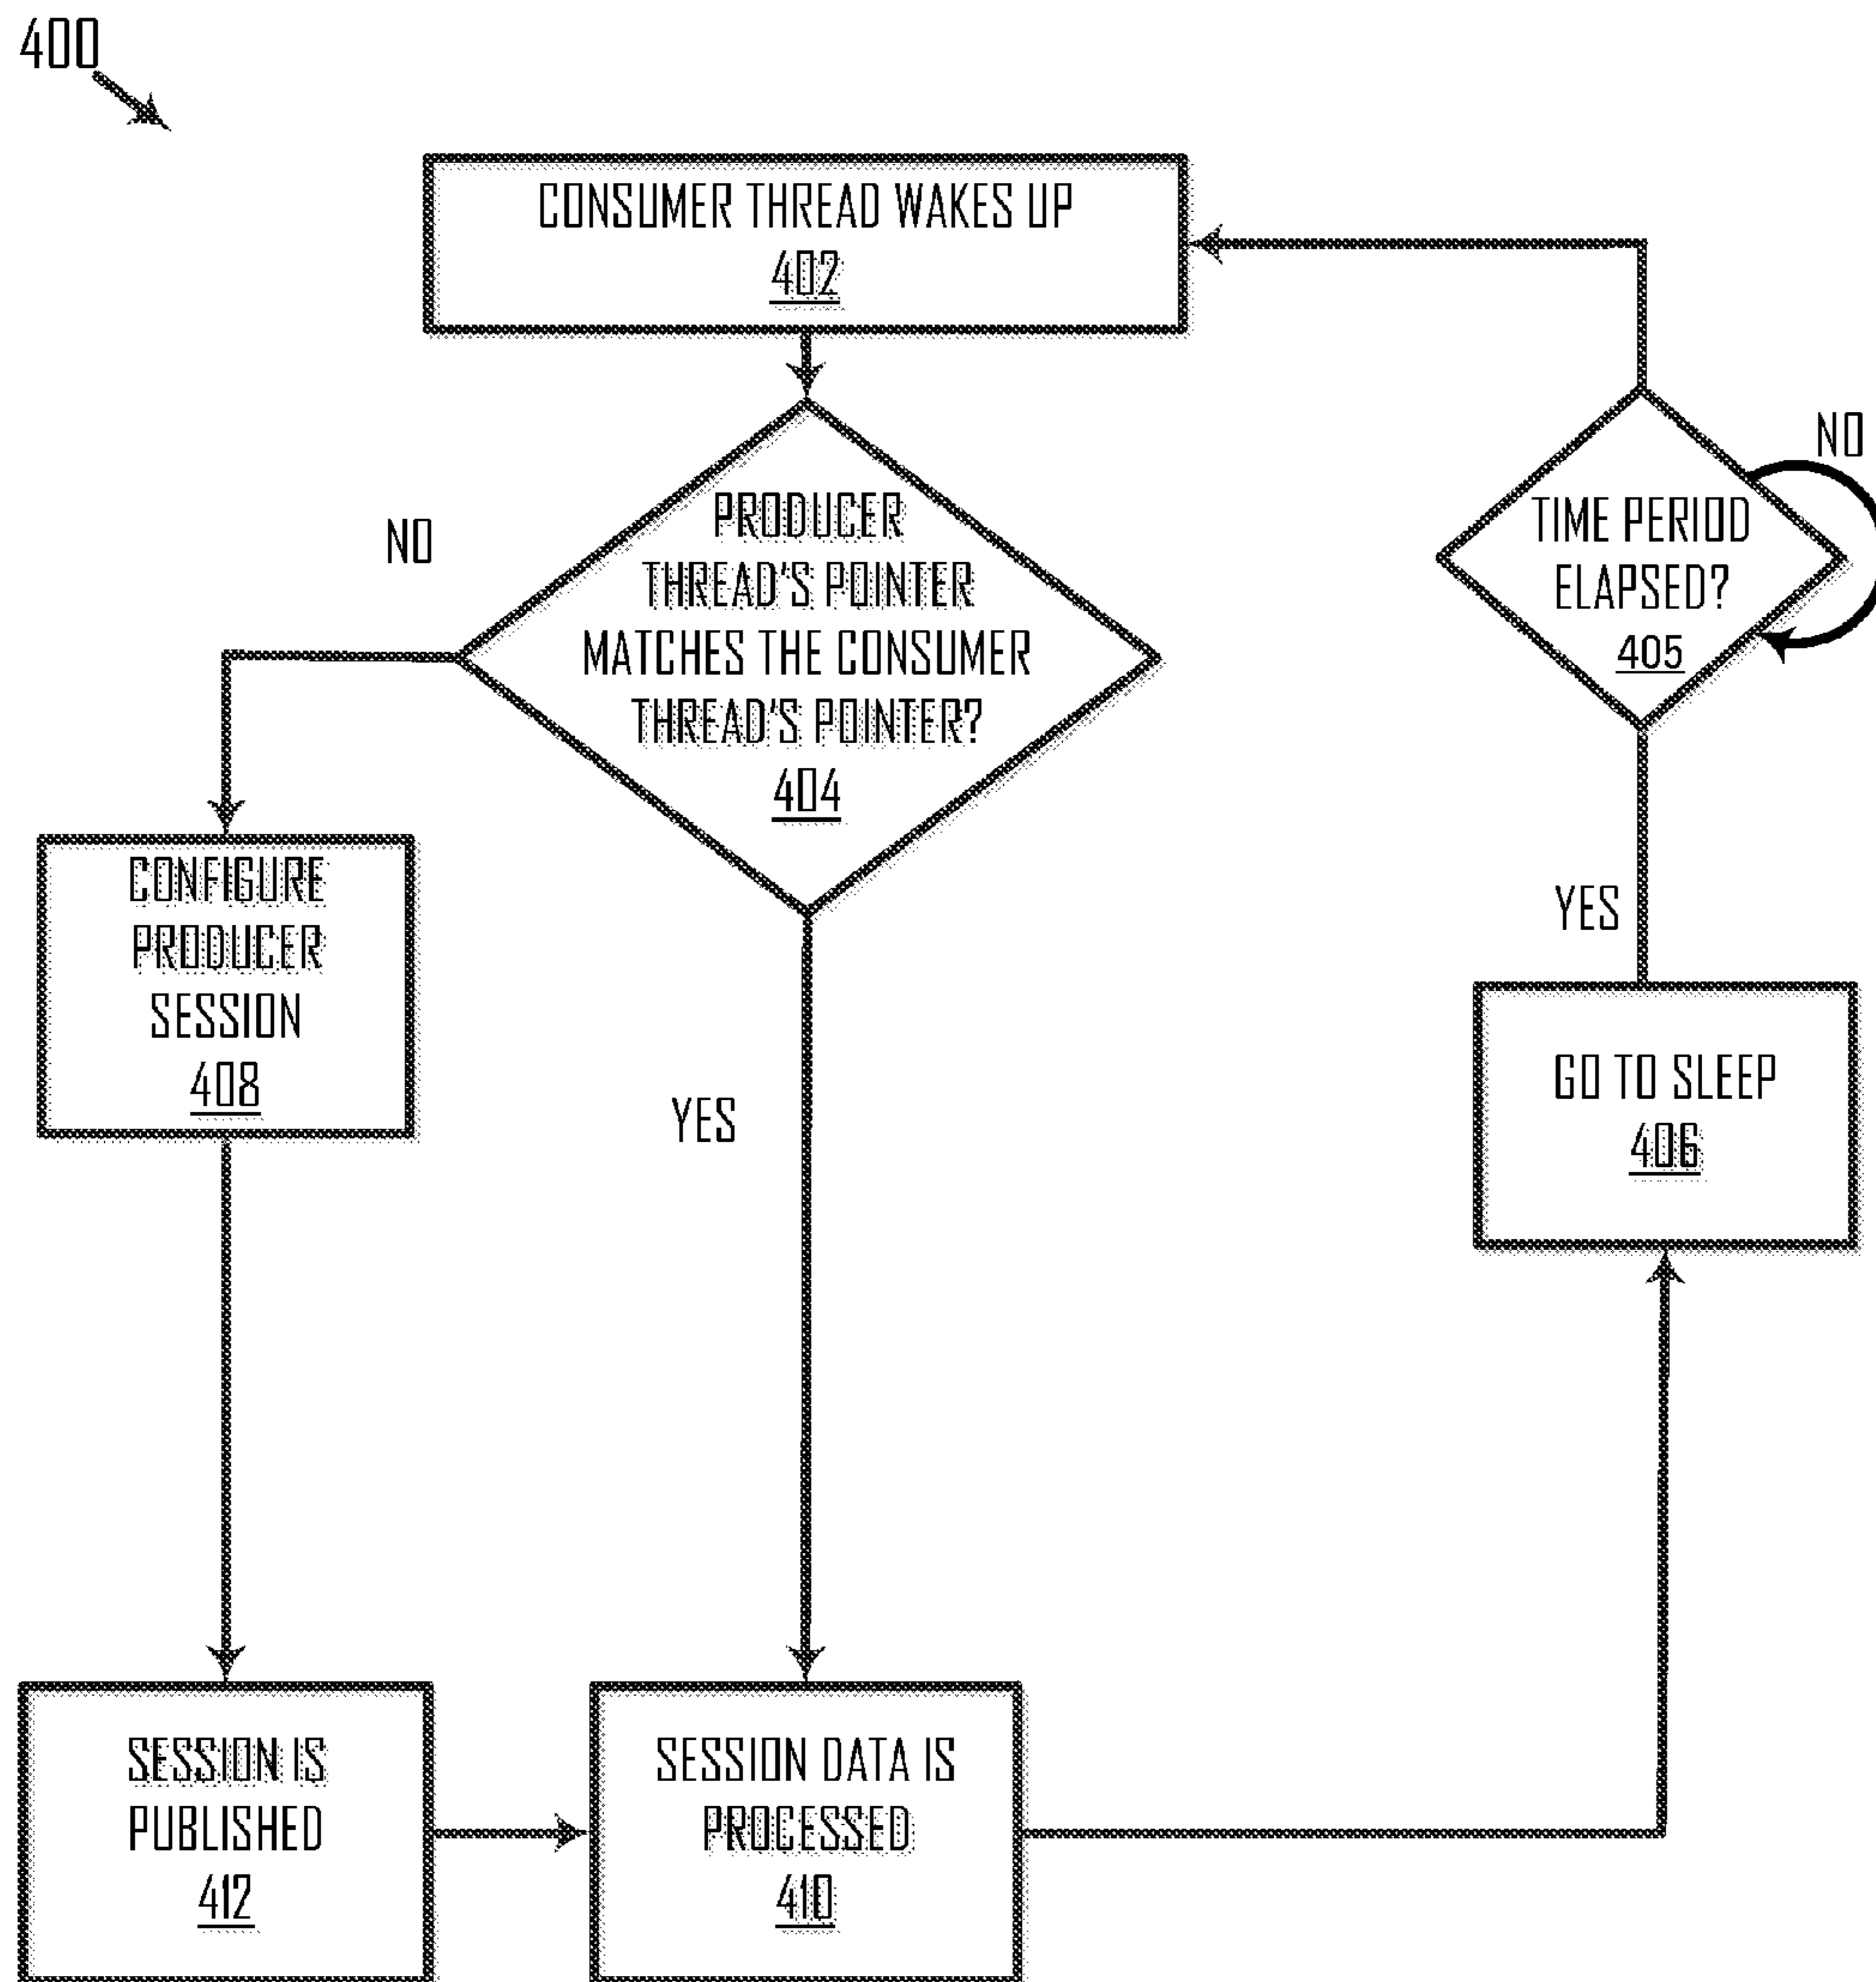 400
CONSUMER THREAD WAKES UP
402
NO
PRODUCER
THREAD'S POINTER
MATCHES THE CONSUMER
THREAD'S POINTER?
404
NO
TIME PERIOD
ELAPSED?
405
CONFIGURE
PRODUCER
SESSION
408
YES
YES
GO TO SLEEP
406
SESSION IS
PUBLISHED
412
SESSION DATA IS
PROCESSED
410